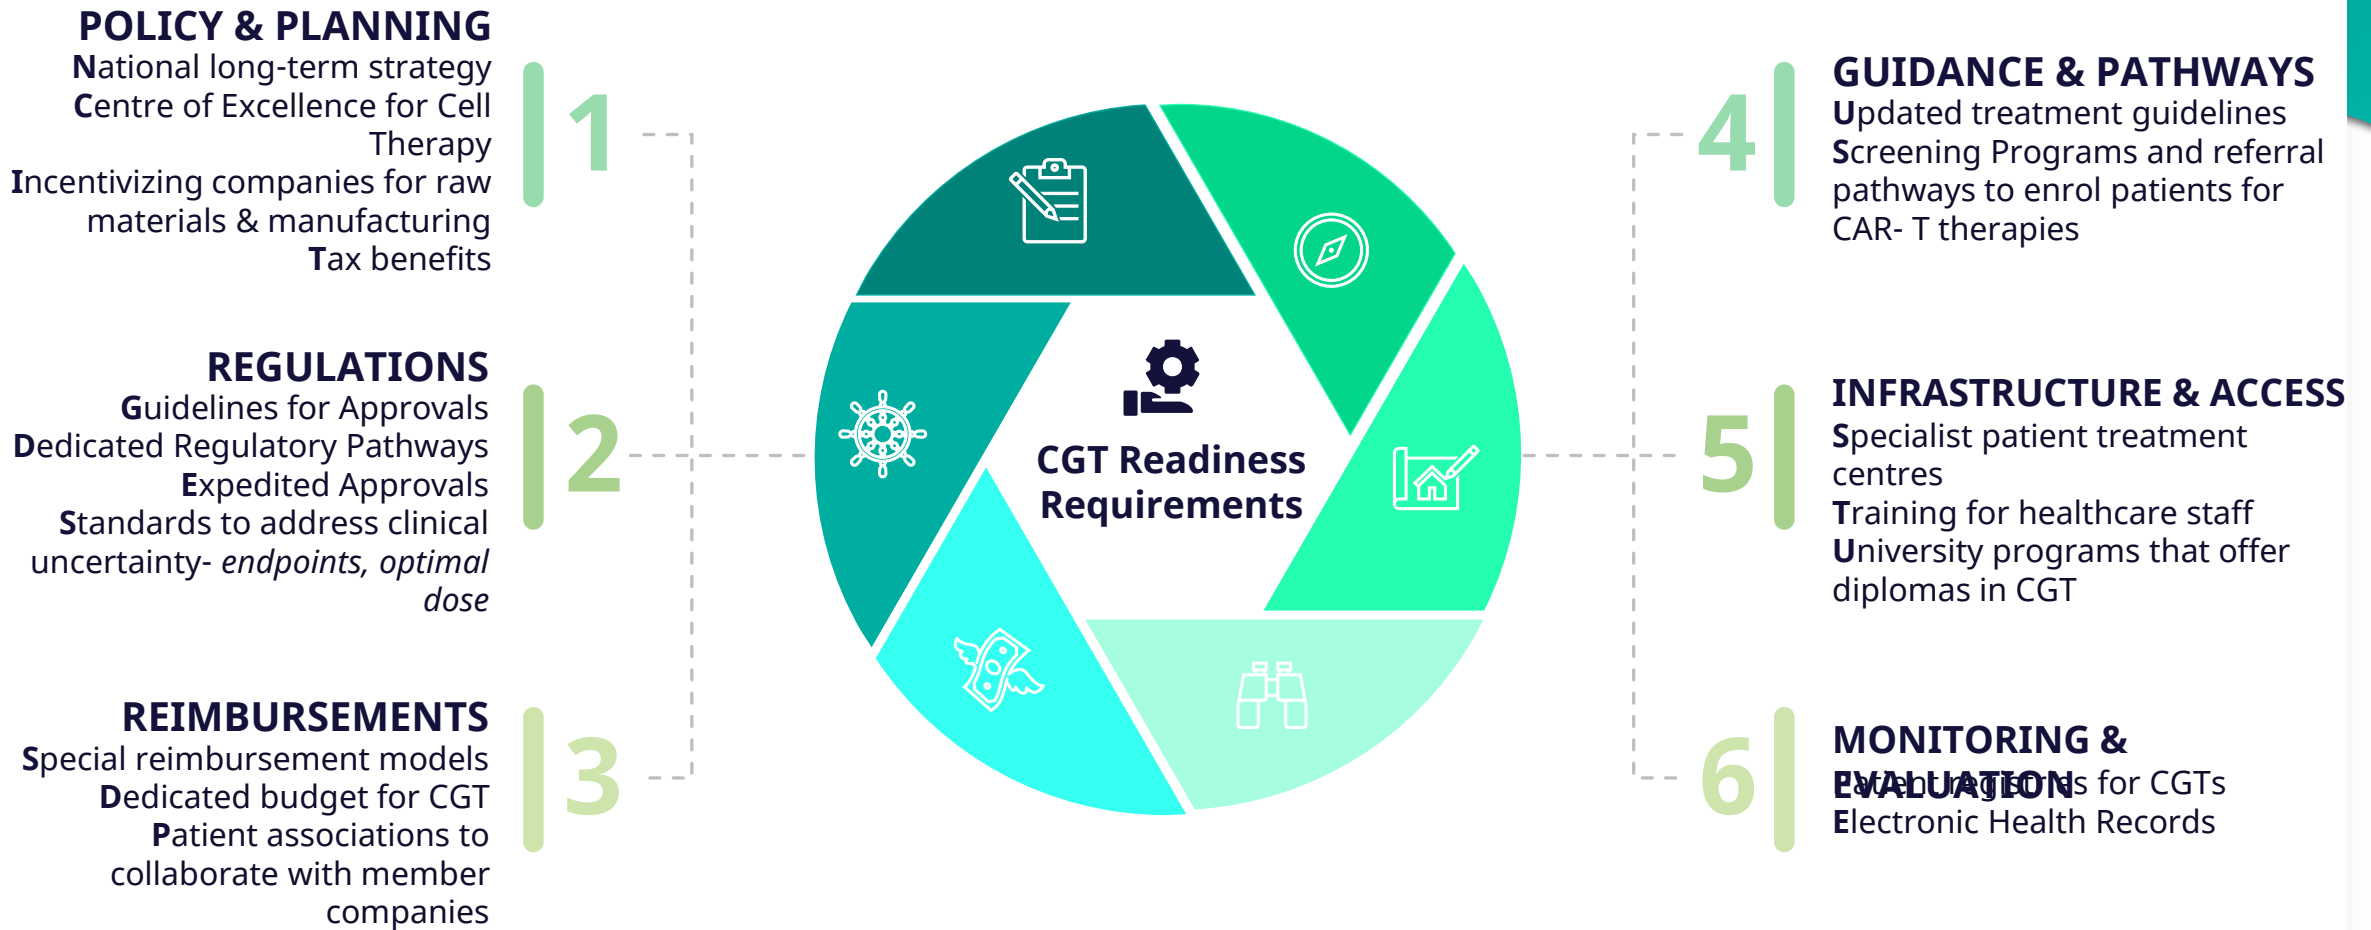 POLICY & PLANNING
National long-term strategy
Centre of Excellence for Cell
Therapy
Incentivizing companies for raw
materials & manufacturing
Tax benefits
1
REGULATIONS
Guidelines for Approvals
Dedicated Regulatory Pathways
Expedited Approvals
Standards to address clinical
uncertainty- endpoints, optimal
dose
2
REIMBURSEMENTS
Special reimbursement models
Dedicated budget for CGT
Patient associations to
collaborate with member
companies
3
CGT Readiness
Requirements
4
GUIDANCE & PATHWAYS
Updated treatment guidelines
Screening Programs and referral
pathways to enrol patients for
CAR- T therapies
5
INFRASTRUCTURE & ACCESS
Specialist patient treatment
centres
Training for healthcare staff
University programs that offer
diplomas in CGT
6
MONITORING &
EVALUATION
Patient registries for CGTs
Electronic Health Records